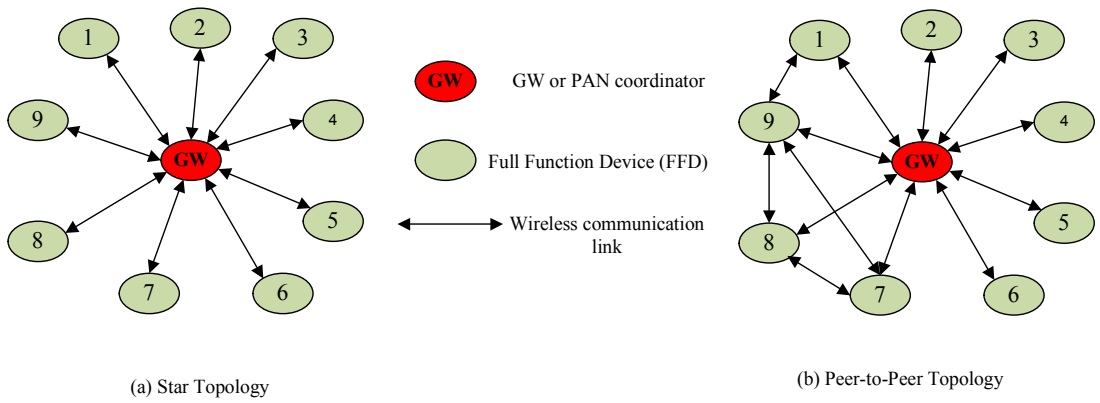 1
2
3
9
GW
4
8
5
7
6
(a) Star Topology
GW
GW or PAN coordinator
Full Function Device (FFD)
Wireless communication
link
1
2
3
9
GW
4
8
5
7
6
(b) Peer-to-Peer Topology